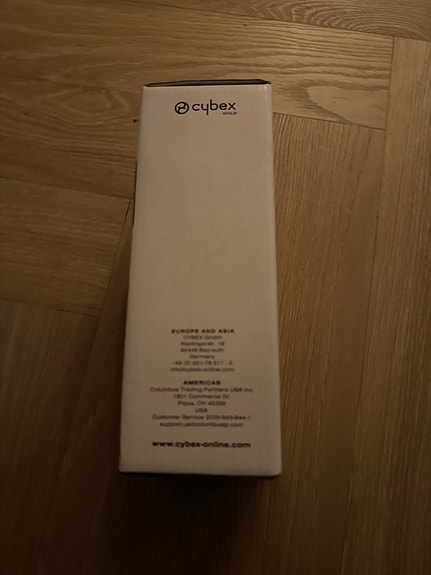 cybex
GOLD
EUROPE AND ASIA
CYBEX GmbH
Riedingerstr. 18
95448 Bayreuth
Germany
info@cybex-online.com
AMERICAS
Columbus Trading-Partners USA Inc.
1801 Commerce Dr.
Piqua, OH 45356
USA
Customer Service
www.cybex-online.com